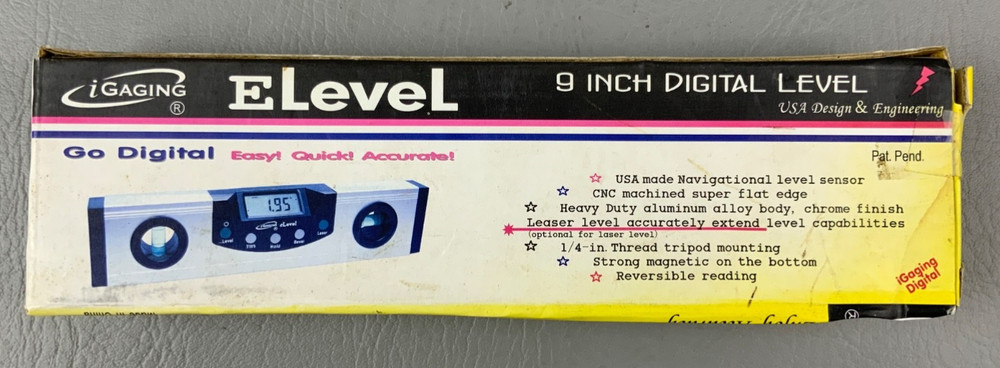 iGAGING ®
ELeveL
9 INCH DIGITAL LEVEL
USA Design & Engineering
Go Digital Easy! Quick! Accurate!
Pat. Pend.
USA made Navigational level sensor
CNC machined super flat edge
Heavy Duty aluminum alloy body, chrome finish
Leaser level accurately extend level capabilities
(optional for laser level)
1/4-in. Thread tripod mounting
Strong magnetic on the bottom
Reversible reading
1.95
iGaging eLevel
Laser
iGaging
Digital
®